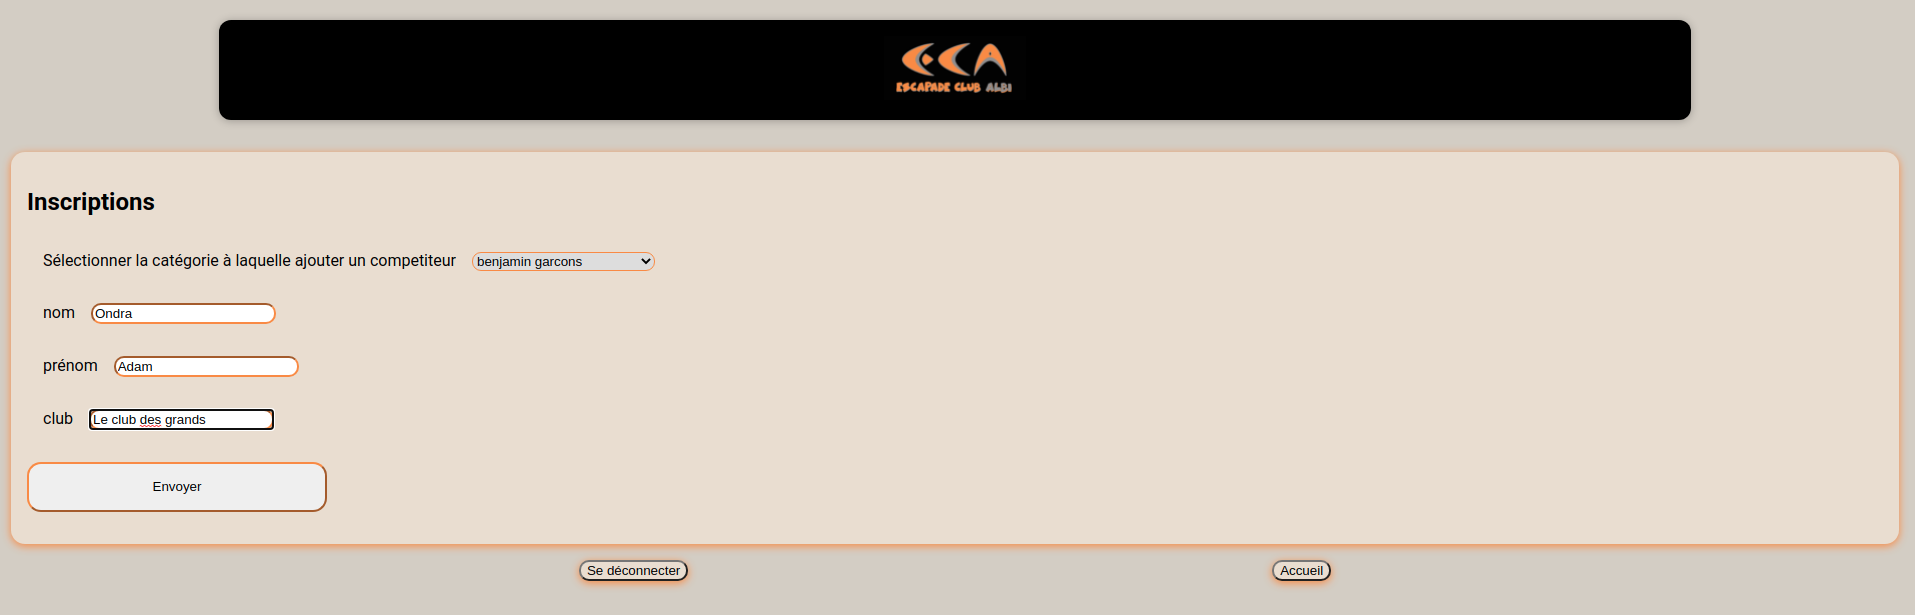 ECA
ESCAPADE CLUB ALBI
Inscriptions
Sélectionner la catégorie à laquelle ajouter un competiteur benjamin garcons
nom Ondra
prénom Adam
club Le club des grands
Envoyer
Se déconnecter Accueil